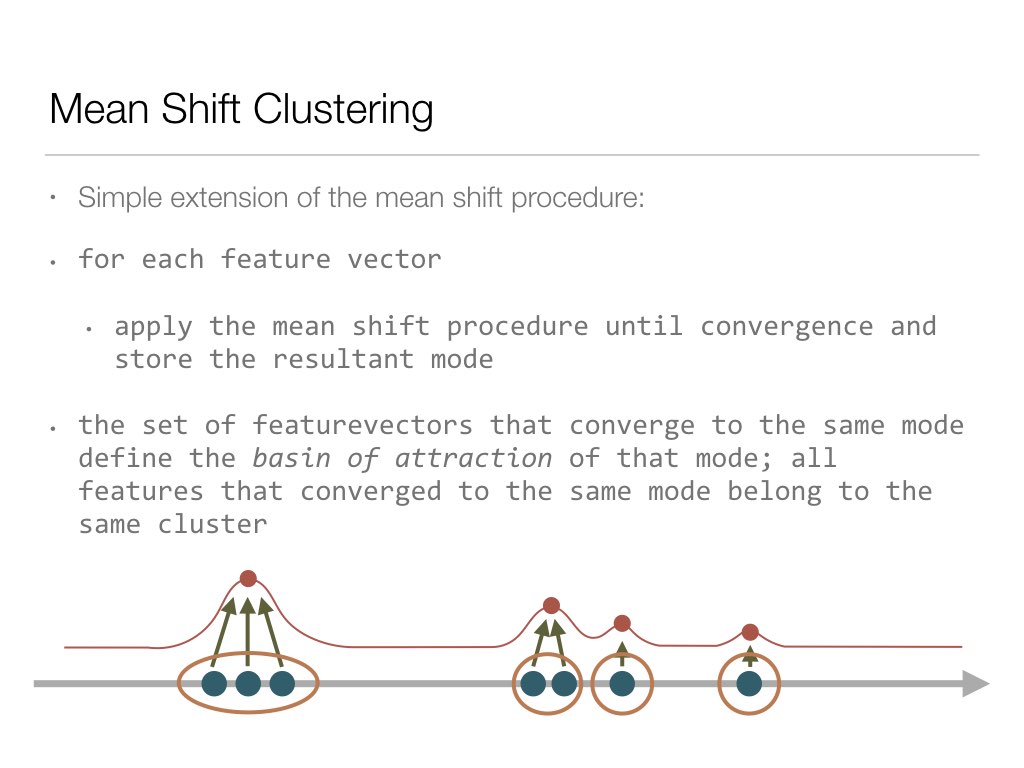 Mean Shift Clustering
• Simple extension of the mean shift procedure:
• for each feature vector
• apply the mean shift procedure until convergence and
store the resultant mode
• the set of featurevectors that converge to the same mode
define the basin of attraction of that mode; all
features that converged to the same mode belong to the
same cluster